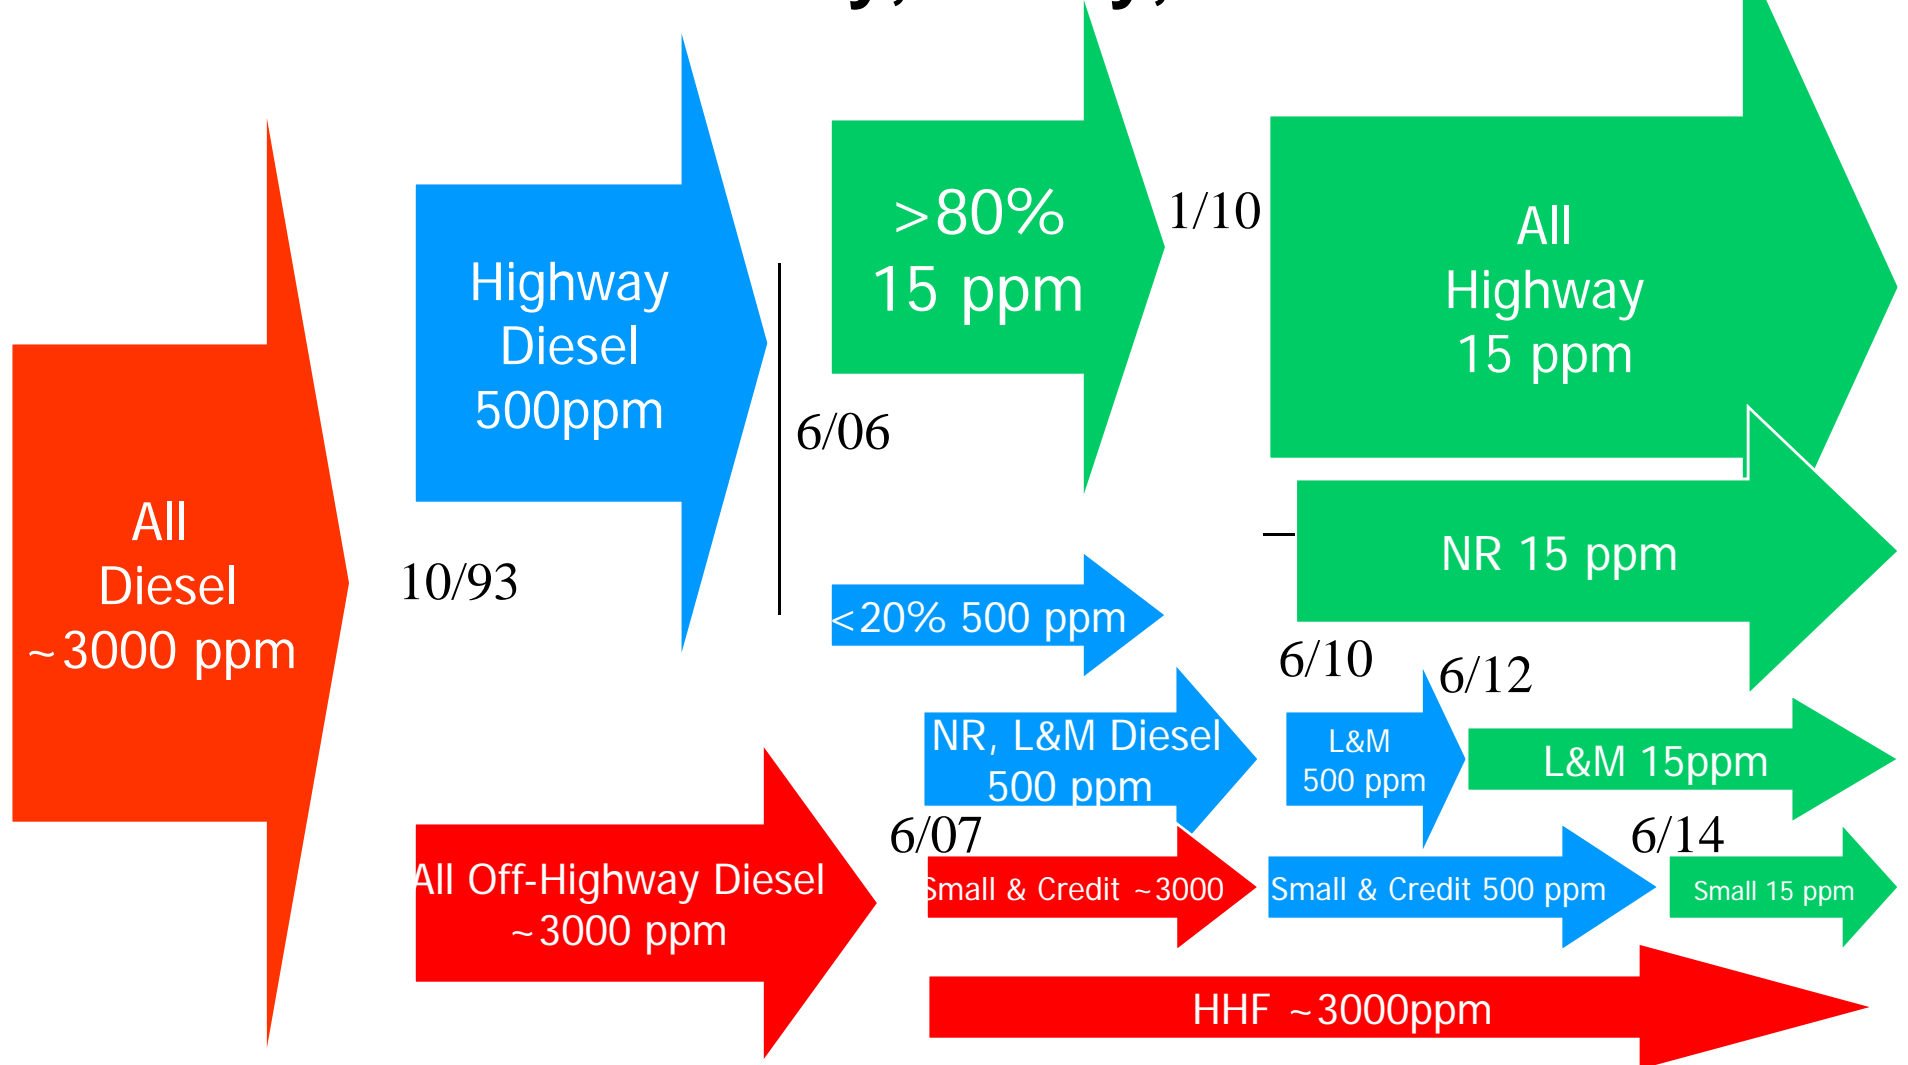 All
Diesel
~3000 ppm
10/93
Highway
Diesel
500ppm
6/06
>80%
15 ppm
1/10
All
Highway
15 ppm
<20% 500 ppm
NR 15 ppm
6/10
6/12
NR, L&M Diesel
500 ppm
L&M
500 ppm
L&M 15ppm
All Off-Highway Diesel
~3000 ppm
6/07
Small & Credit ~3000
Small & Credit 500 ppm
6/14
Small 15 ppm
HHF ~3000ppm